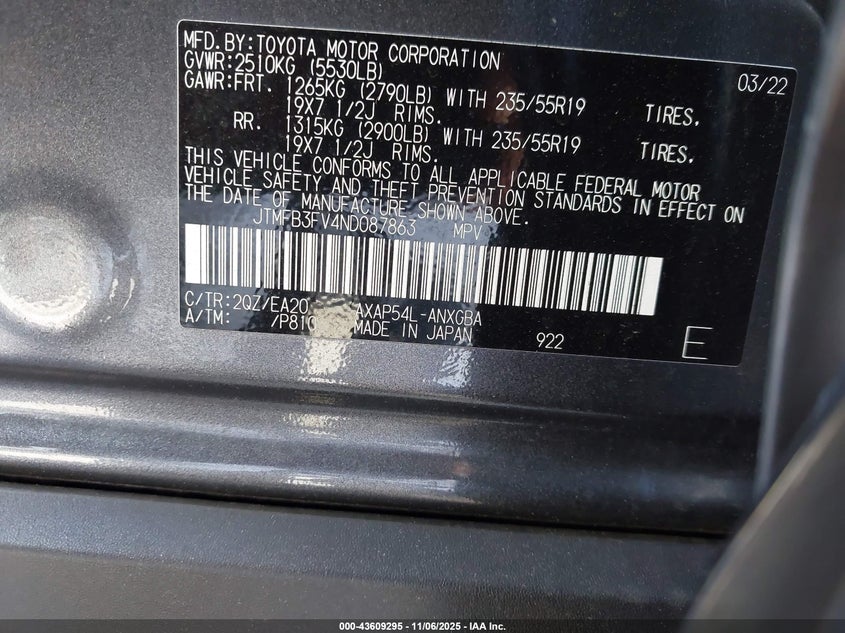 MFD.BY:TOYOTA MOTOR CORPORATION 03/22
GVWR:2510KG (5530LB)
GAWR:FRT. 1265KG (2790LB) WITH 235/55R19 TIRES.
19X7 1/2J RIMS.
RR. 1315KG (2900LB) WITH 235/55R19 TIRES.
19X7 1/2J RIMS.
THIS VEHICLE CONFORMS TO ALL APPLICABLE FEDERAL MOTOR
VEHICLE SAFETY AND THEFT PREVENTION STANDARDS IN EFFECT ON
THE DATE OF MANUFACTURE SHOWN ABOVE.
JTMFB3FV4ND087863 MPV
C/TR:2QZ/EA20 AXAP54L-ANXGBA
A/TM: /P810 MADE IN JAPAN 922 E
000-43609295 - 11/06/2025 - IAA Inc.